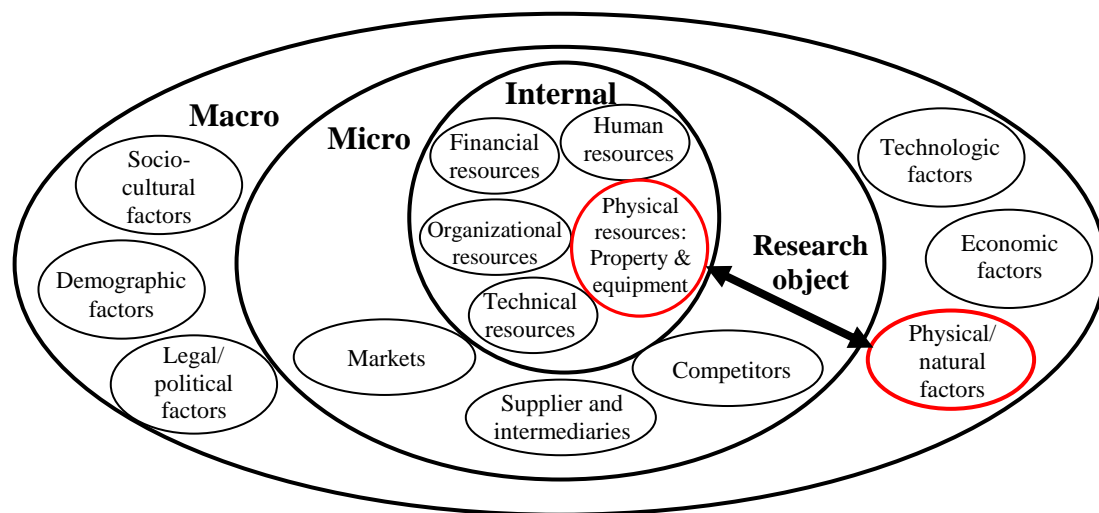 Macro
Micro
Internal
Socio-
cultural
factors
Demographic
factors
Legal/
political
factors
Financial
resources
Human
resources
Organizational
resources
Physical
resources:
Property &
equipment
Technical
resources
Markets
Supplier and
intermediaries
Competitors
Research
object
Technologic
factors
Economic
factors
Physical/
natural
factors